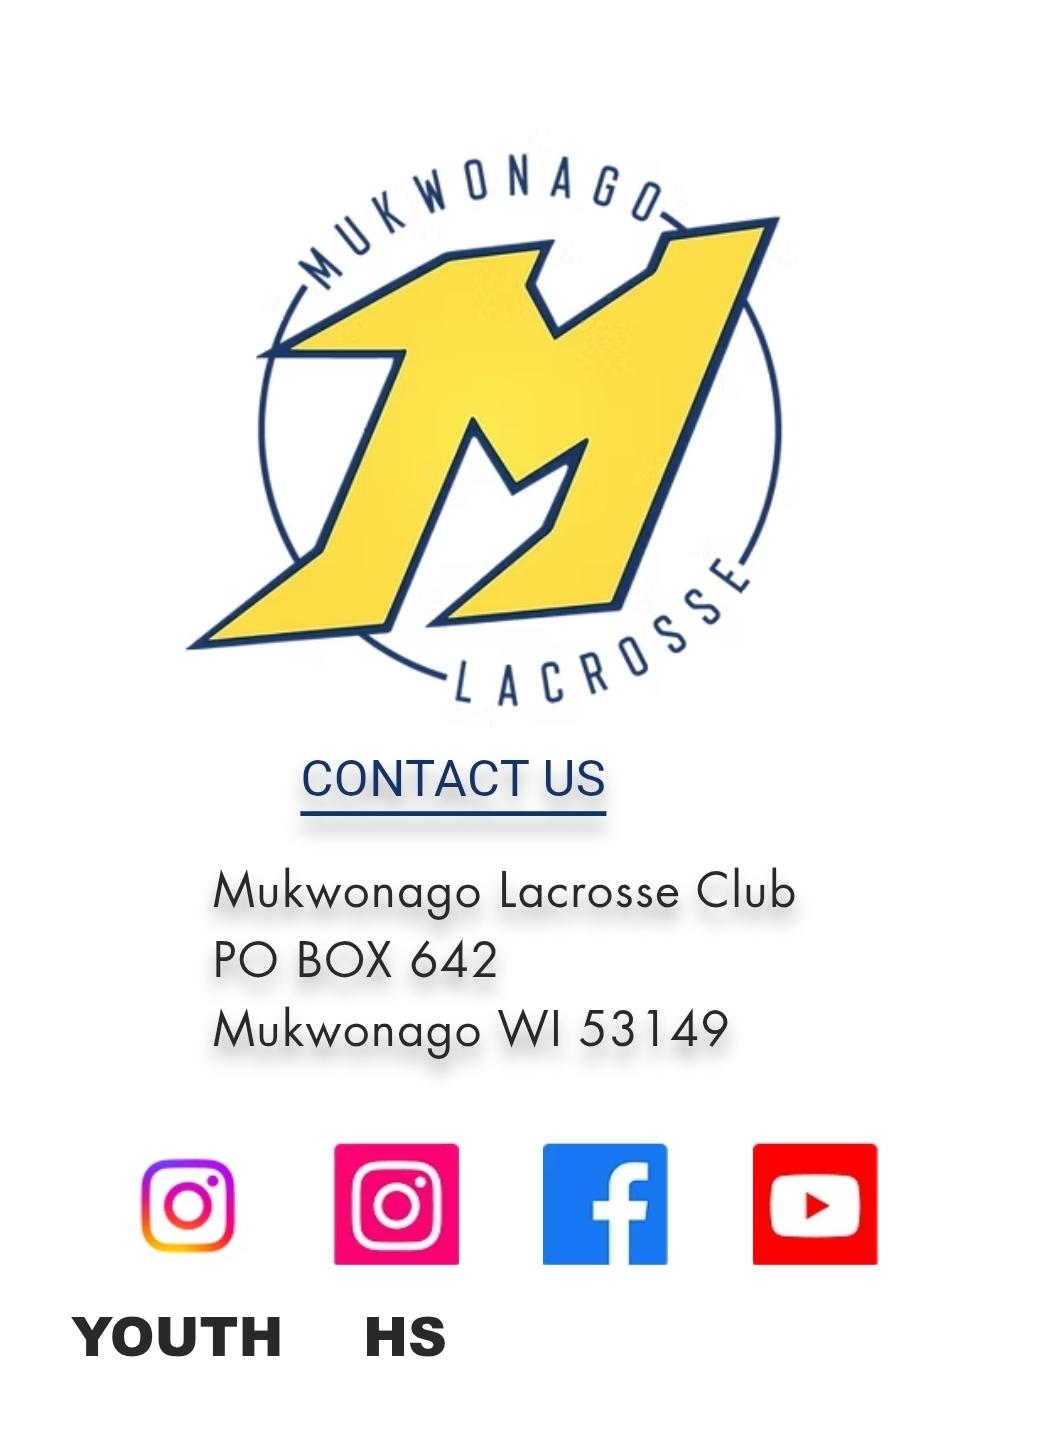 MUKWONAGO
M
LACROSSE
CONTACT US
Mukwonago Lacrosse Club
PO BOX 642
Mukwonago WI 53149
YOUTH HS